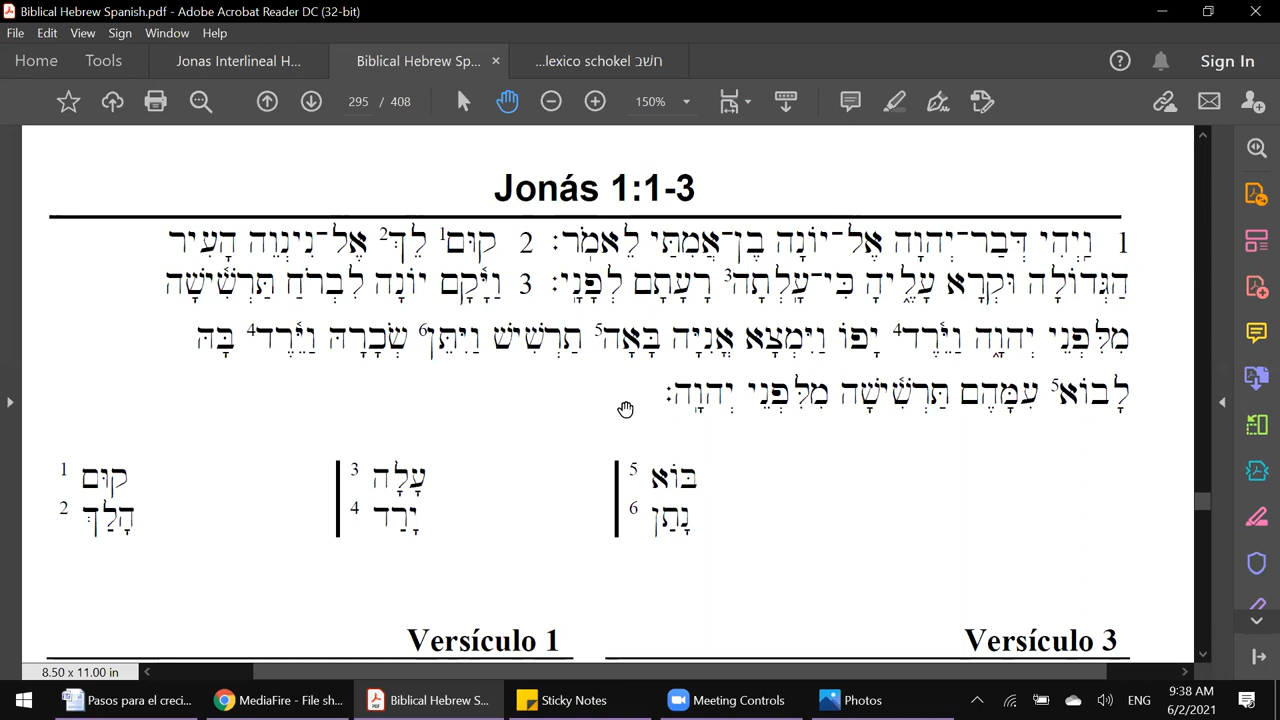 Biblical Hebrew Spanish.pdf - Adobe Acrobat Reader DC (32-bit)
File Edit View Sign Window Help
Home Tools Jonas Interlineal H... Biblical Hebrew Sp... × ...lexico schokel חשׁב Sign In
295 / 408 150%
Jonás 1:1-3
1 וַֽיְהִי דְּבַר־יְהוָה אֶל־יוֹנָה בֶן־אֲמִתַּי לֵאמֹֽר׃ 2 קוּם1 לֵךְ2 אֶל־נִינְוֵה הָעִיר
הַגְּדוֹלָה וּקְרָא עָלֶיהָ כִּי־עָלְתָה3 רָעָתָם לְפָנָֽי׃ 3 וַיָּקָם יוֹנָה לִבְרֹחַ תַּרְשִׁישָׁה
מִלִּפְנֵי יְהוָה וַיֵּרֶד4 יָפוֹ וַיִּמְצָא אֳנִיָּה בָּאָה5 תַרְשִׁישׁ וַיִּתֵּן6 שְׂכָרָהּ וַיֵּרֶד4 בָּהּ
לָבוֹא5 עִמָּהֶם תַּרְשִׁישָׁה מִלִּפְנֵי יְהוָֽה׃
1 קוּם 3 עָלָה 5 בּוֹא
2 הָלַךְ 4 יָרַד 6 נָתַן
Versículo 1 Versículo 3
8.50 x 11.00 in
Pasos para el creci... MediaFire - File sh... Biblical Hebrew S... Sticky Notes Meeting Controls Photos ENG 9:38 AM
6/2/2021